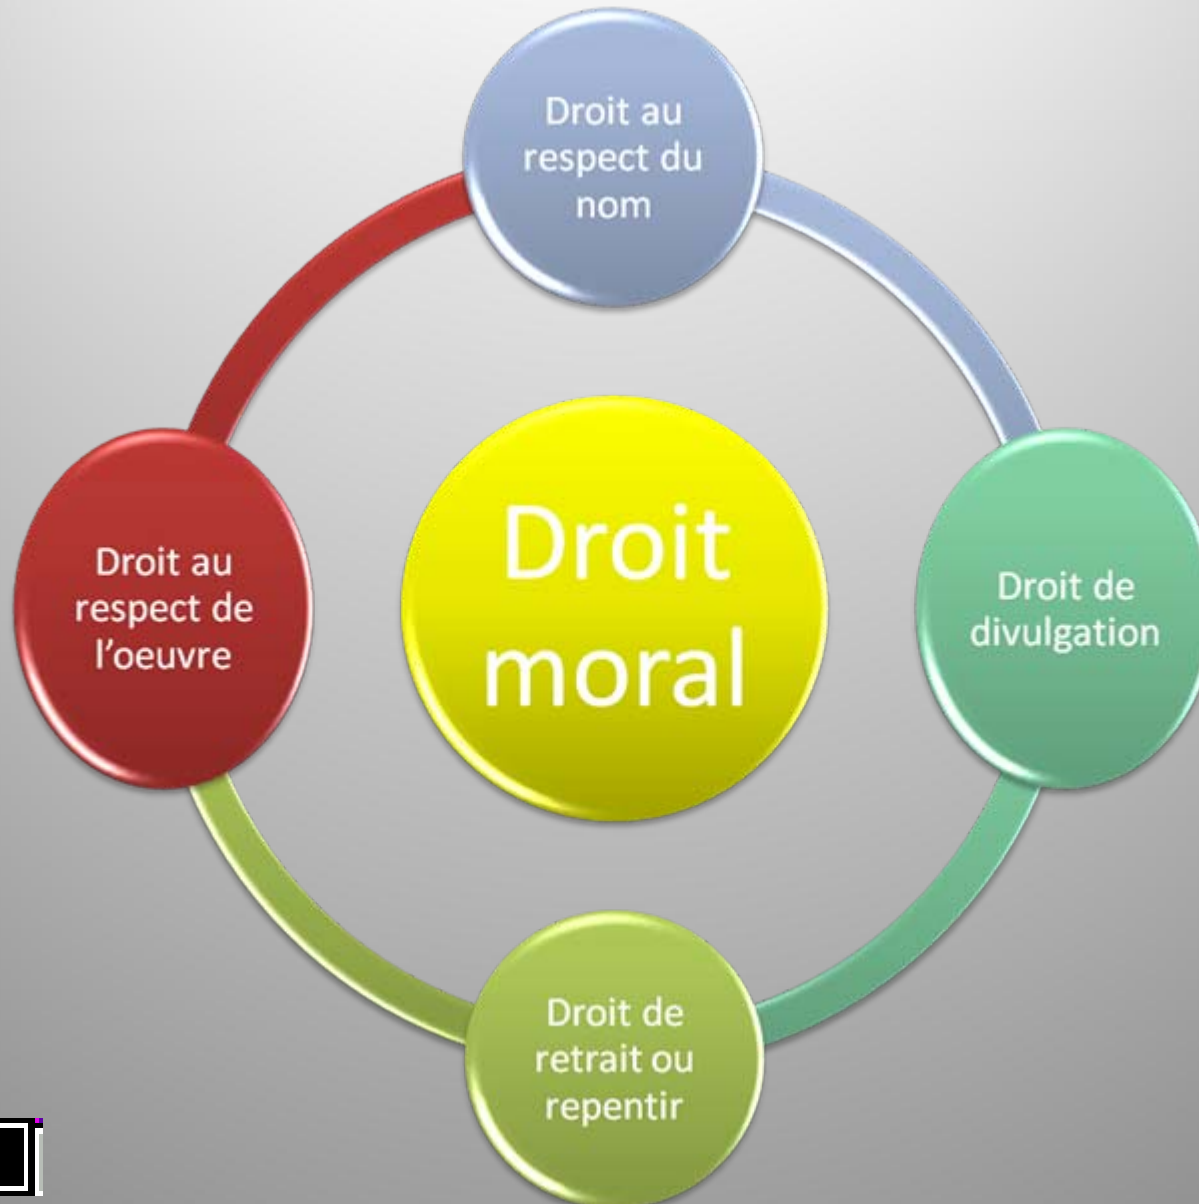 Droit au
respect du
nom
Droit au
respect de
l'oeuvre
Droit
moral
Droit de
divulgation
Droit de
retrait ou
repentir